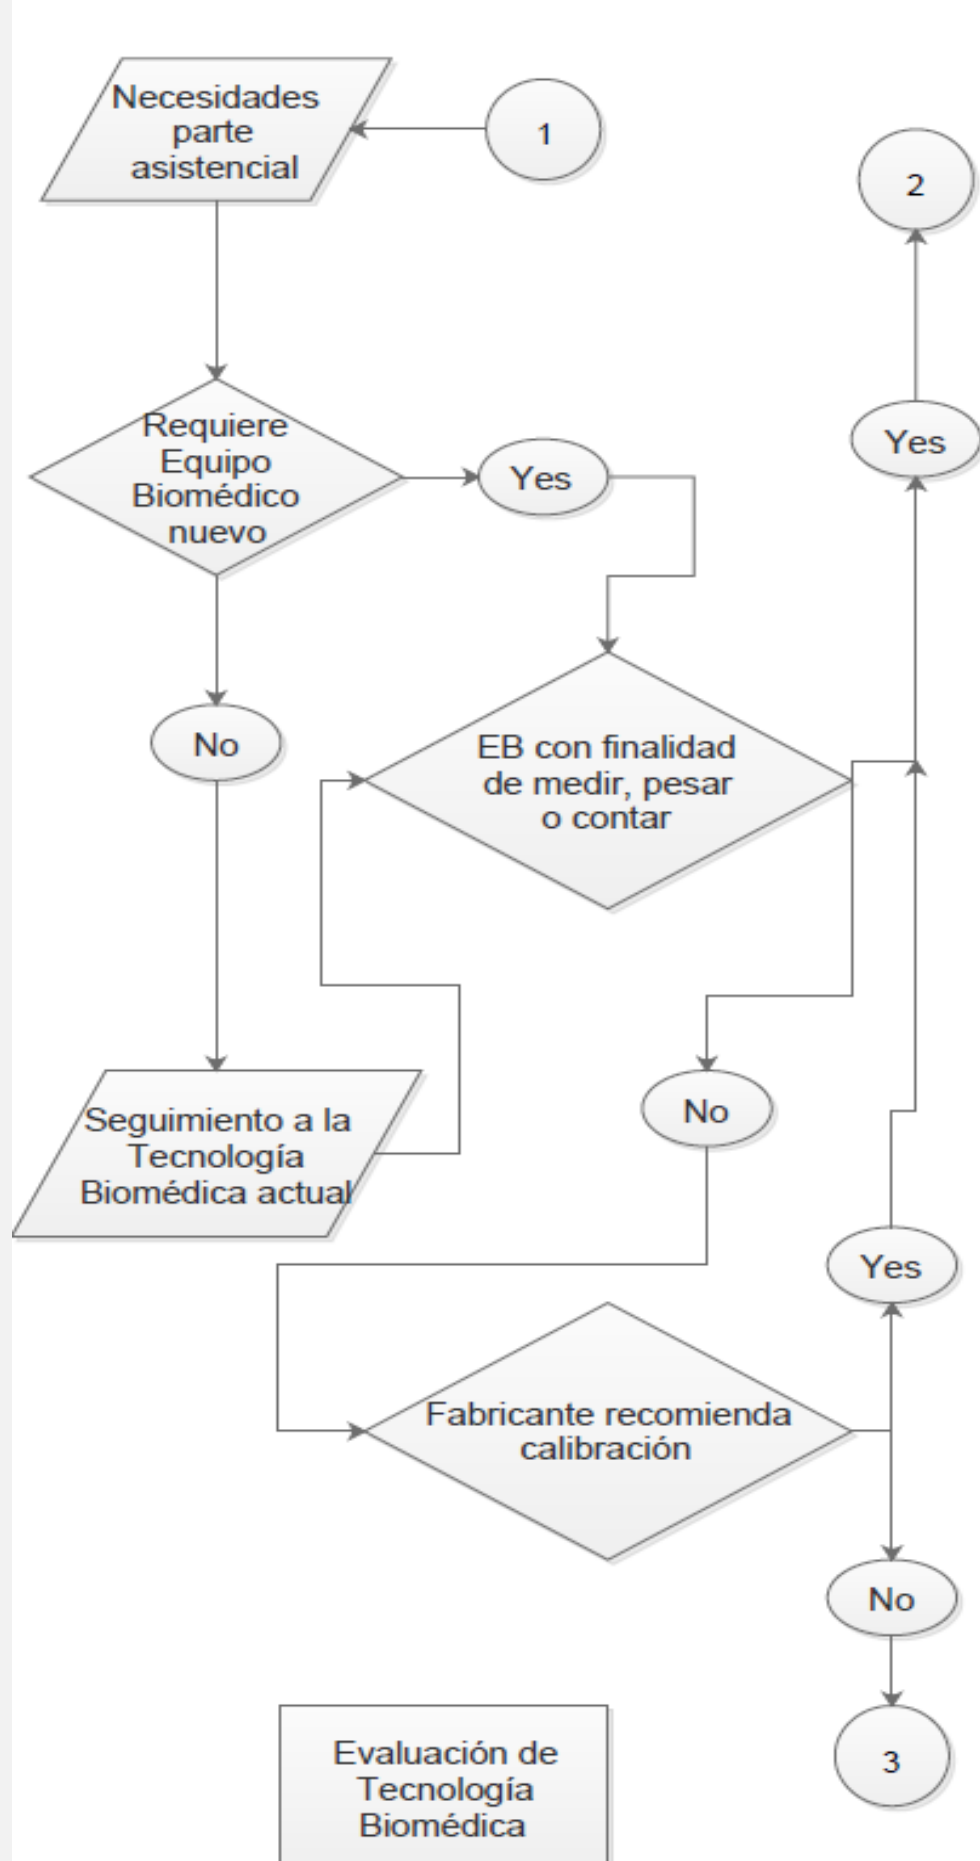 Necesidades
parte
asistencial
1
2
Requiere
Equipo
Biomédico
nuevo
Yes
Yes
No
EB con finalidad
de medir, pesar
o contar
Seguimiento a la
Tecnología
Biomédica actual
No
Yes
Fabricante recomienda
calibración
No
3
Evaluación de
Tecnología
Biomédica